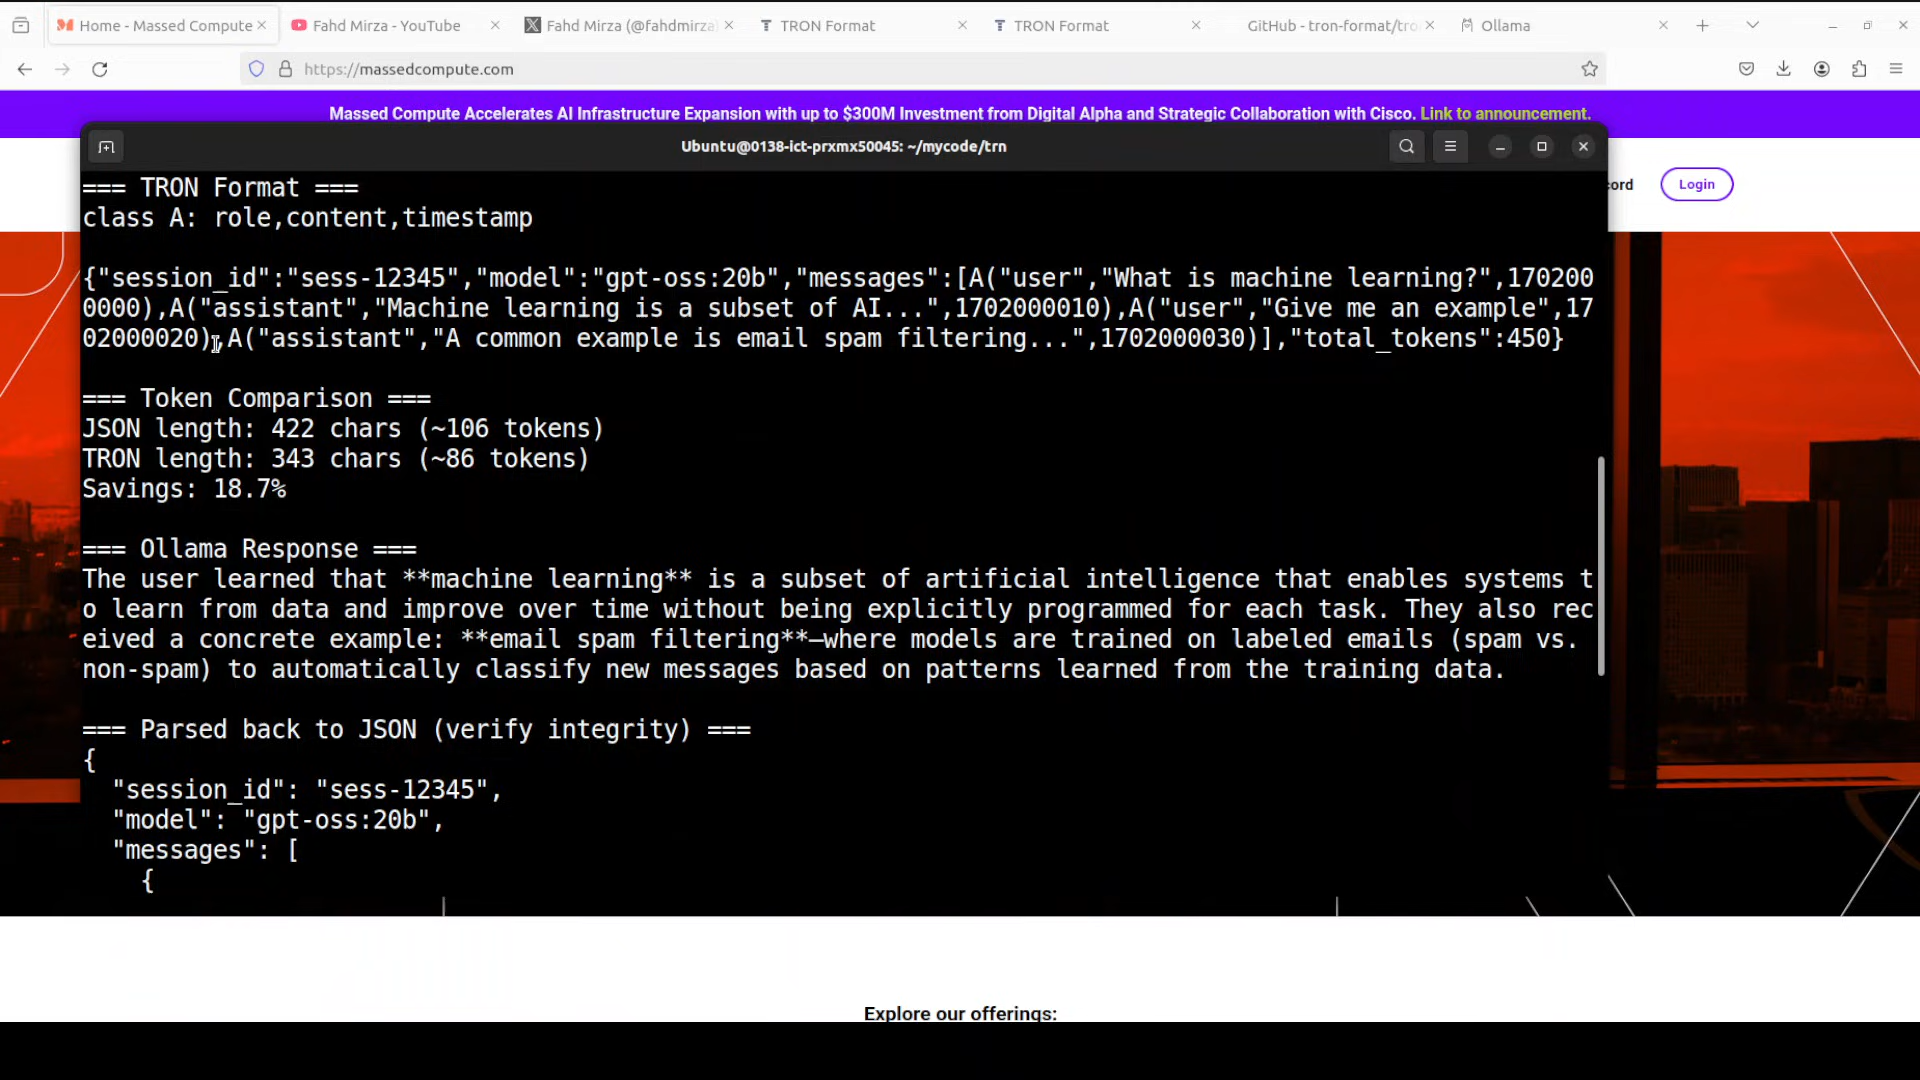 Home - Massed Compute
Fahd Mirza - YouTube
Fahd Mirza (@fahdmirza)
TRON Format
TRON Format
GitHub - tron-format/tro
Ollama
https://massedcompute.com
Massed Compute Accelerates AI Infrastructure Expansion with up to $300M Investment from Digital Alpha and Strategic Collaboration with Cisco. Link to announcement.
Ubuntu@0138-ict-prxmx50045: ~/mycode/trn
Login
=== TRON Format ===
class A: role,content,timestamp
{"session_id":"sess-12345","model":"gpt-oss:20b","messages":[A("user","What is machine learning?",170200
0000),A("assistant","Machine learning is a subset of AI...",1702000010),A("user","Give me an example",17
02000020),A("assistant","A common example is email spam filtering...",1702000030)],"total_tokens":450}
=== Token Comparison ===
JSON length: 422 chars (~106 tokens)
TRON length: 343 chars (~86 tokens)
Savings: 18.7%
=== Ollama Response ===
The user learned that **machine learning** is a subset of artificial intelligence that enables systems t
o learn from data and improve over time without being explicitly programmed for each task. They also rec
eived a concrete example: **email spam filtering**—where models are trained on labeled emails (spam vs.
non-spam) to automatically classify new messages based on patterns learned from the training data.
=== Parsed back to JSON (verify integrity) ===
{
"session_id": "sess-12345",
"model": "gpt-oss:20b",
"messages": [
{
Explore our offerings: